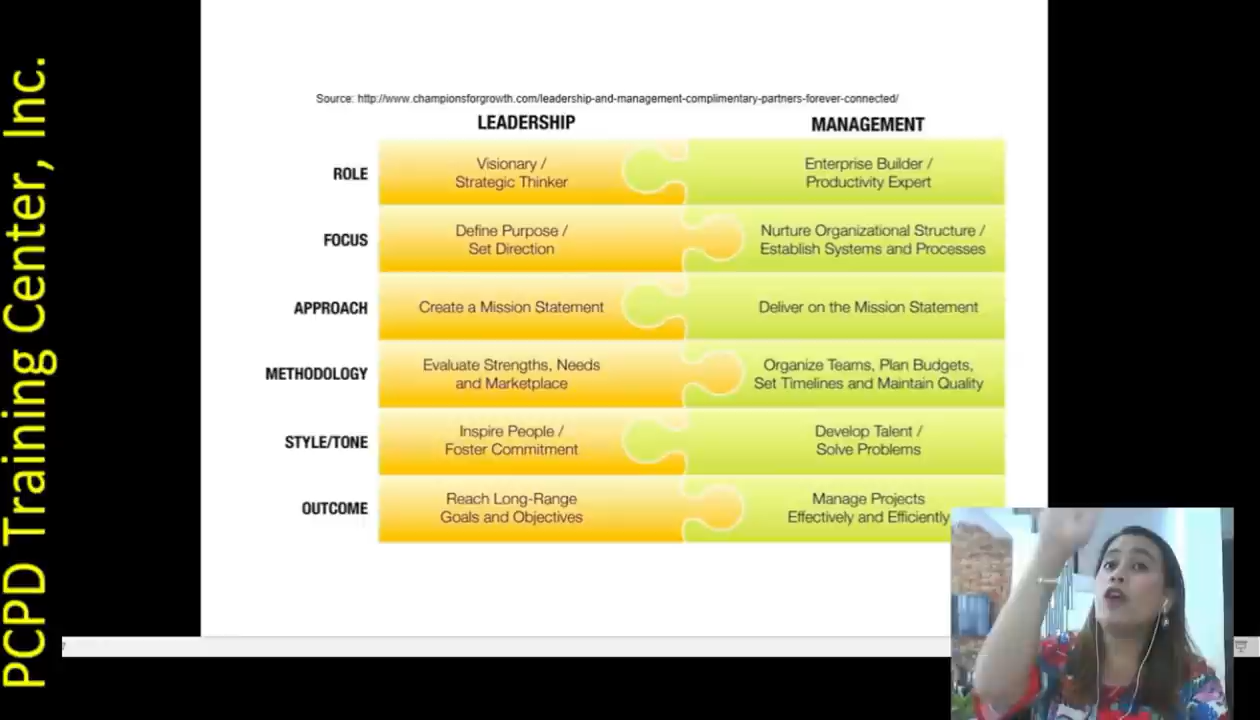 PCPD Training Center, Inc.
Source: http://www.championsforgrowth.com/leadership-and-management-complimentary-partners-forever-connected/
LEADERSHIP
MANAGEMENT
ROLE
Visionary /
Strategic Thinker
Enterprise Builder /
Productivity Expert
FOCUS
Define Purpose /
Set Direction
Nurture Organizational Structure /
Establish Systems and Processes
APPROACH
Create a Mission Statement
Deliver on the Mission Statement
METHODOLOGY
Evaluate Strengths, Needs
and Marketplace
Organize Teams, Plan Budgets,
Set Timelines and Maintain Quality
STYLE/TONE
Inspire People /
Foster Commitment
Develop Talent /
Solve Problems
OUTCOME
Reach Long-Range
Goals and Objectives
Manage Projects
Effectively and Efficiently